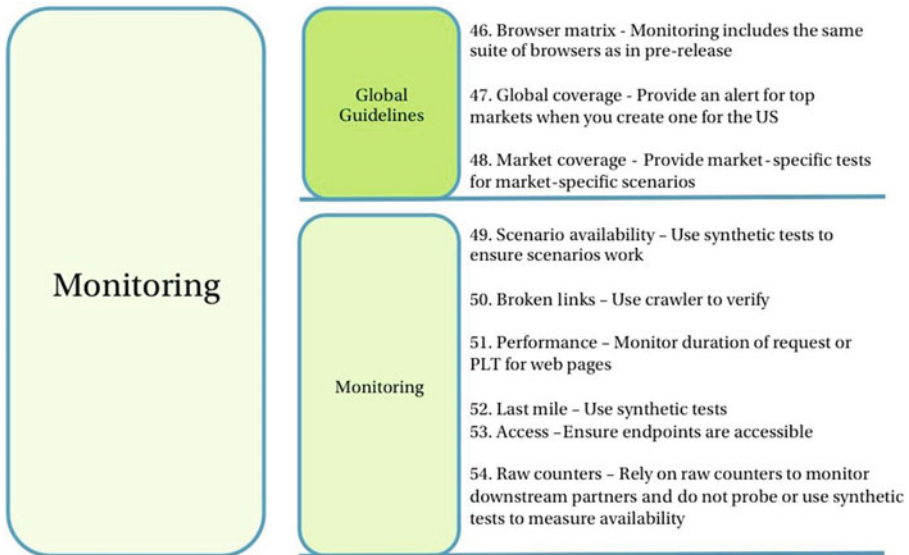 Monitoring
Global
Guidelines
46. Browser matrix - Monitoring includes the same
suite of browsers as in pre-release
47. Global coverage - Provide an alert for top
markets when you create one for the US
48. Market coverage - Provide market-specific tests
for market-specific scenarios
Monitoring
49. Scenario availability – Use synthetic tests to
ensure scenarios work
50. Broken links – Use crawler to verify
51. Performance – Monitor duration of request or
PLT for web pages
52. Last mile – Use synthetic tests
53. Access –Ensure endpoints are accessible
54. Raw counters – Rely on raw counters to monitor
downstream partners and do not probe or use synthetic
tests to measure availability